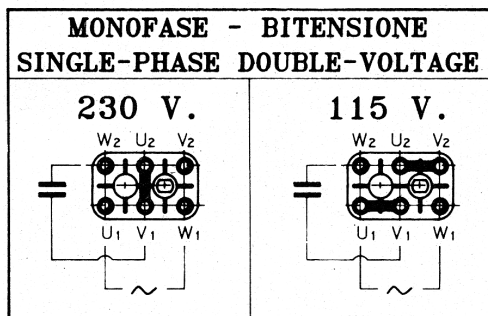 MONOFASE - BITENSIONE
SINGLE-PHASE DOUBLE-VOLTAGE
230 V.
W2 U2 V2
U1 V1 W1
115 V.
W2 U2 V2
U1 V1 W1